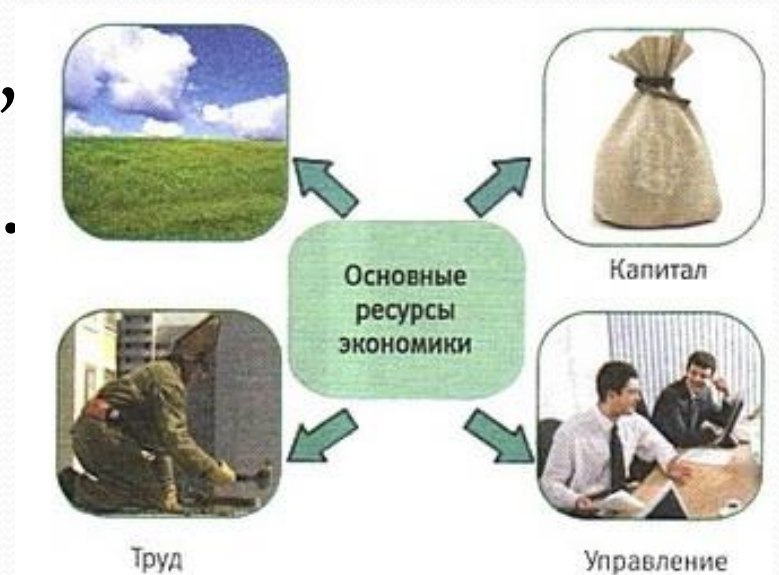 ,
.
Капитал
Основные
ресурсы
экономики
Труд
Управление